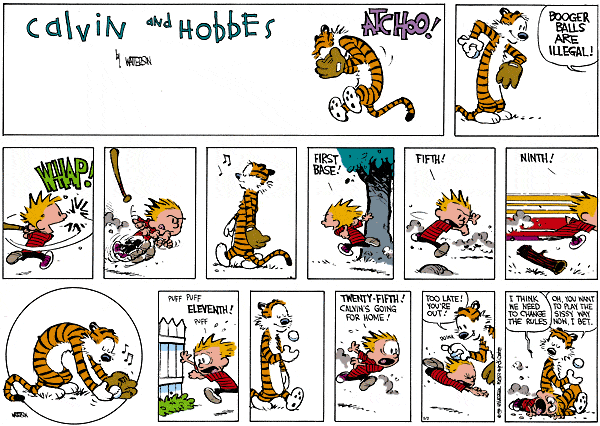 Calvin and HobbES
by WATTERSON
ATCHOO!
BOOGER
BALLS
ARE
ILLEGAL!
WHAP!
FIRST
BASE!
FIFTH!
NINTH!
PUFF PUFF
ELEVENTH!
PUFF
TWENTY-FIFTH!
CALVIN'S GOING
FOR HOME!
TOO LATE!
YOU'RE
OUT!
DOINK
I THINK
WE NEED
TO CHANGE
THE RULES
OH, YOU WANT
TO PLAY THE
SISSY WAY
NOW, I BET.